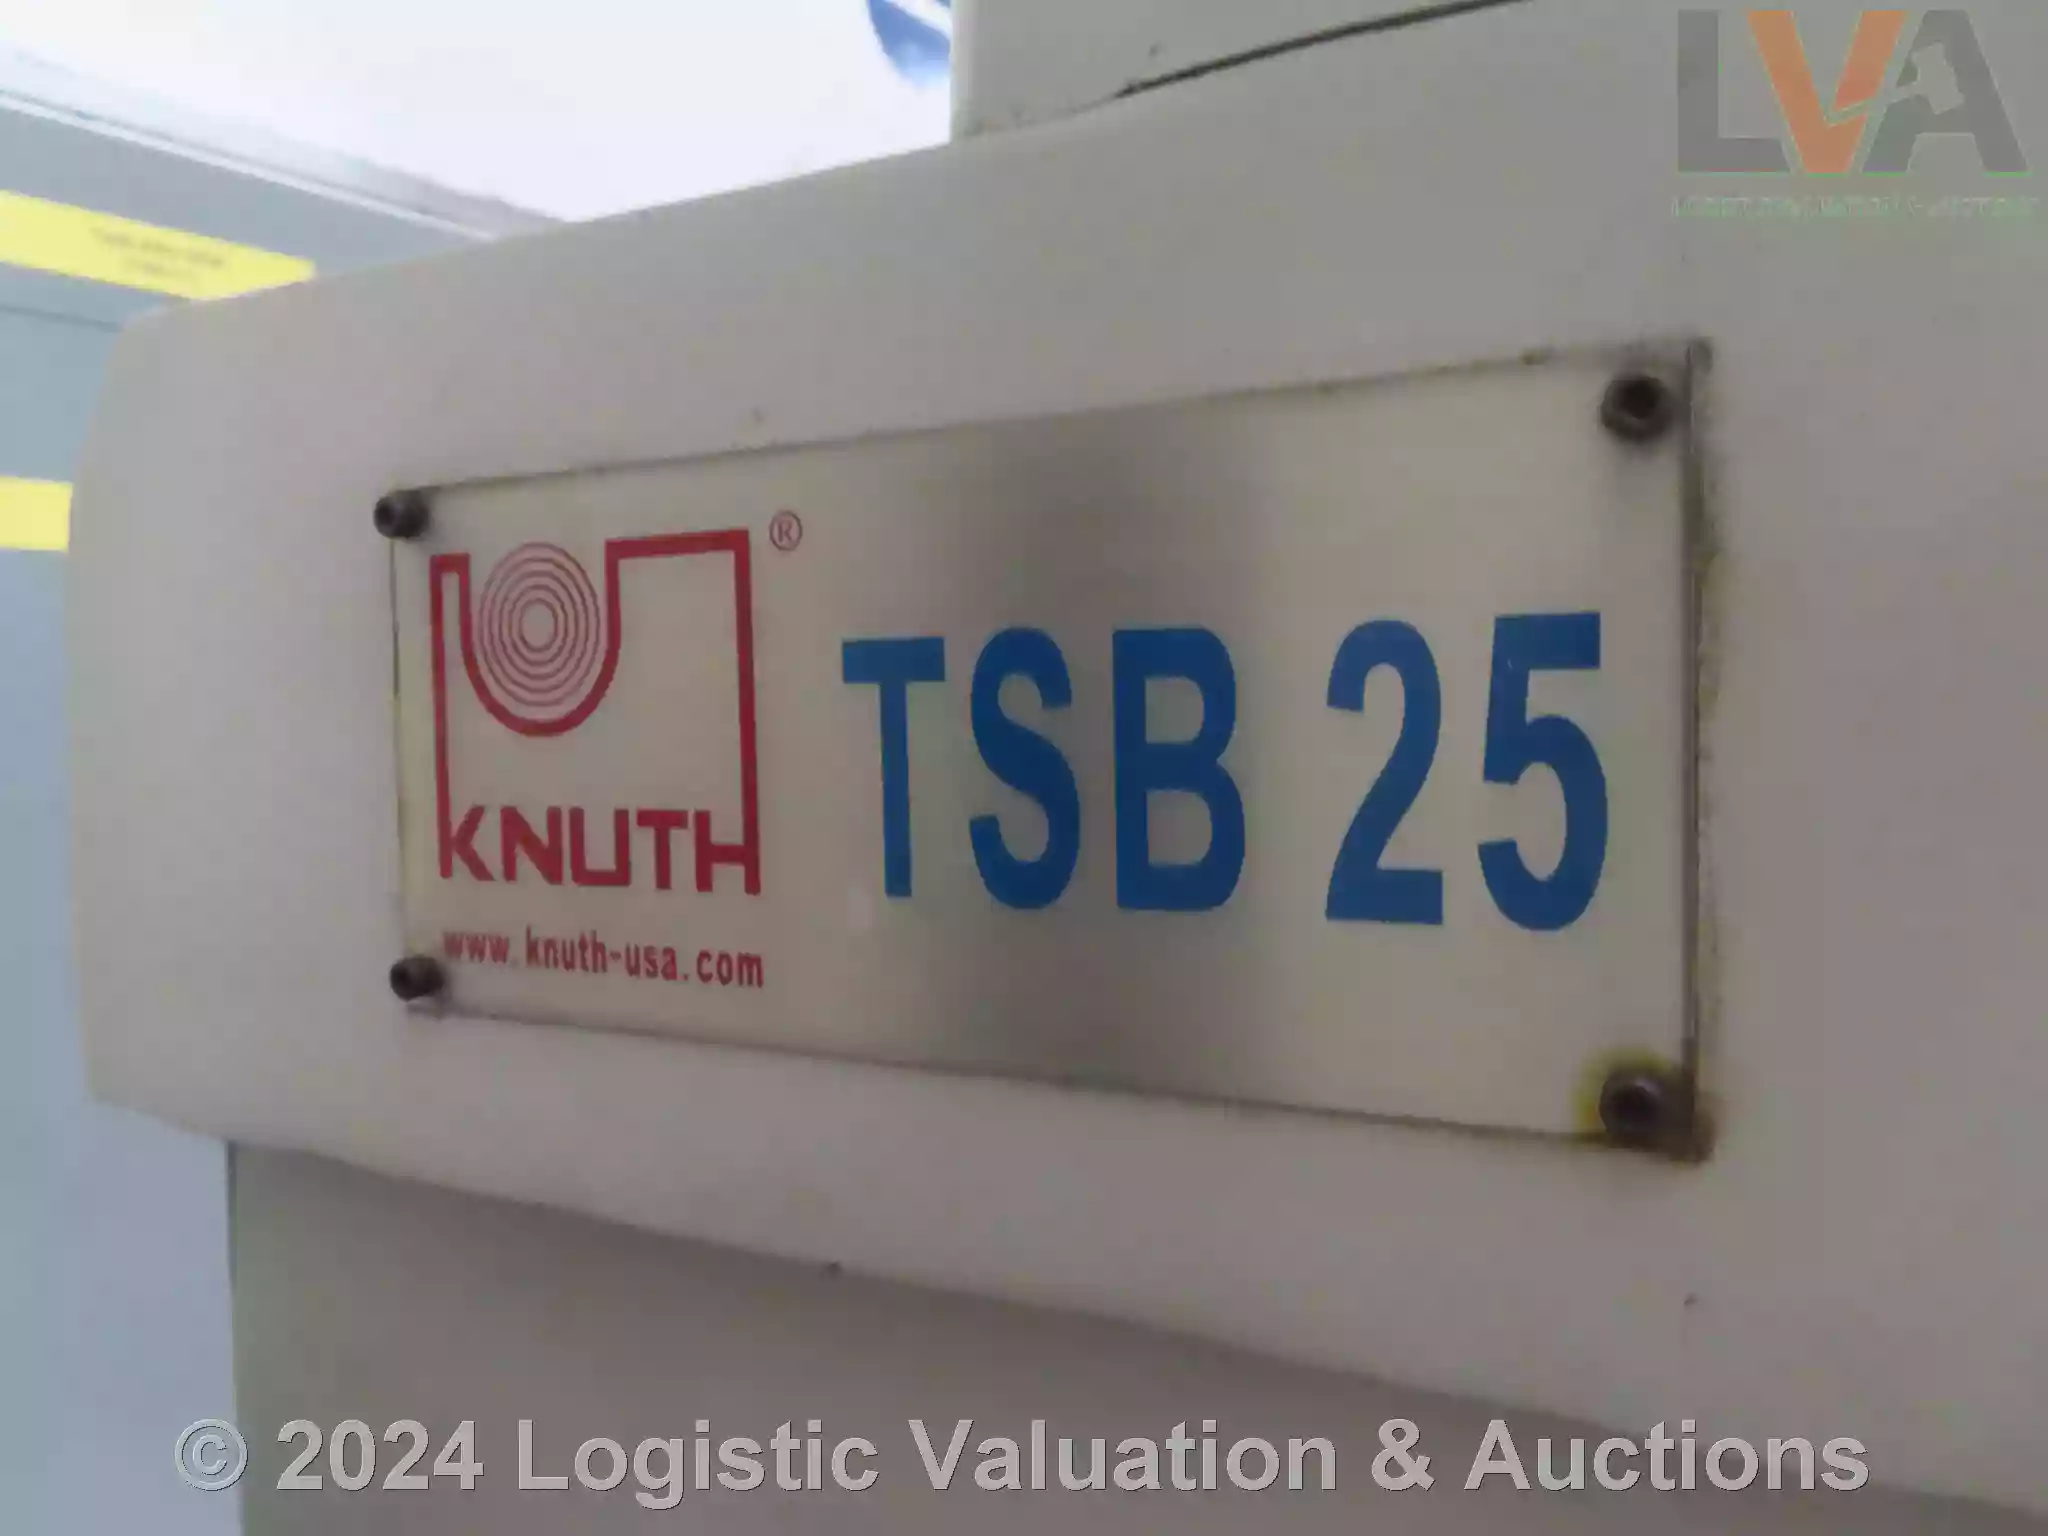 LVA
®
KNUTH
TSB 25
www.knuth-usa.com
© 2024 Logistic Valuation & Auctions